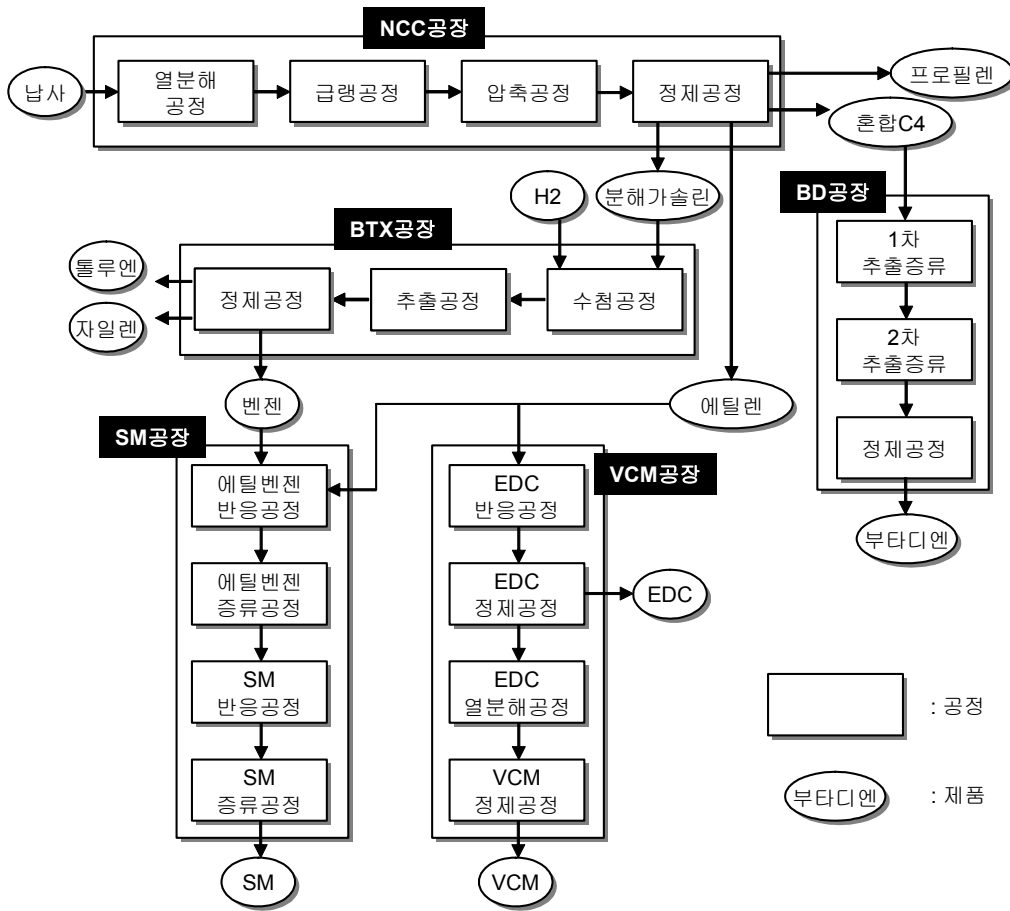 NCC공장
납사
열분해
공정
급랭공정
압축공정
정제공정
프로필렌
혼합C4
H2
분해가솔린
BD공장
BTX공장
1차
추출증류
톨루엔
자일렌
정제공정
추출공정
수첨공정
2차
추출증류
벤젠
에틸렌
정제공정
SM공장
VCM공장
에틸벤젠
반응공정
EDC
반응공정
부타디엔
에틸벤젠
증류공정
EDC
정제공정
EDC
SM
반응공정
EDC
열분해공정
: 공정
SM
증류공정
VCM
정제공정
부타디엔
: 제품
SM
VCM